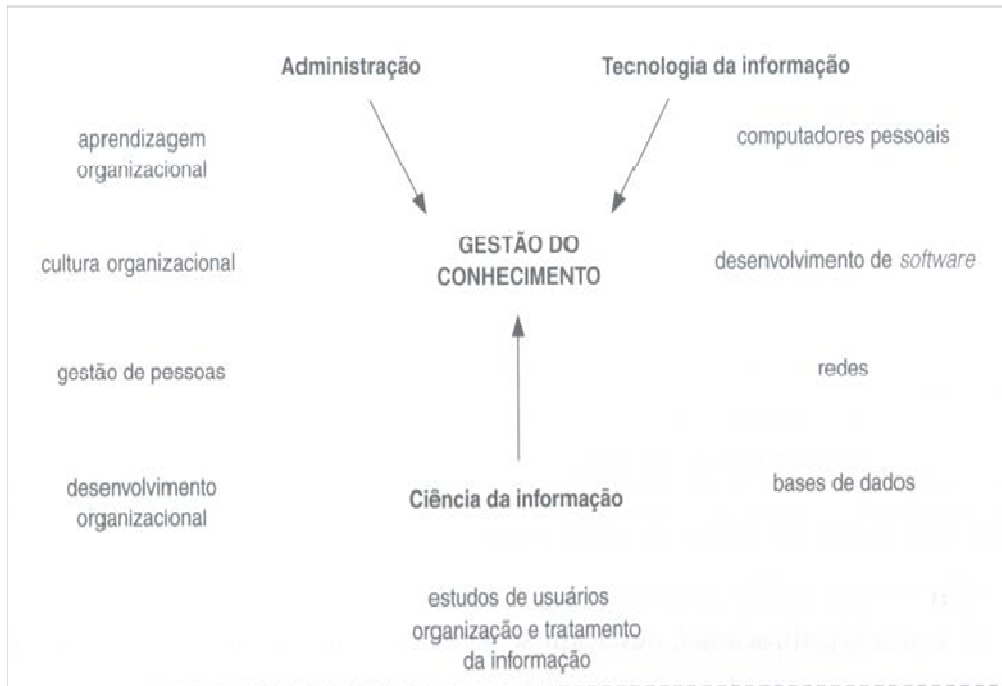 Administração
Tecnologia da informação
aprendizagem
organizacional
computadores pessoais
GESTÃO DO
CONHECIMENTO
cultura organizacional
desenvolvimento de software
gestão de pessoas
redes
desenvolvimento
organizacional
Ciência da informação
bases de dados
estudos de usuários
organização e tratamento
da informação